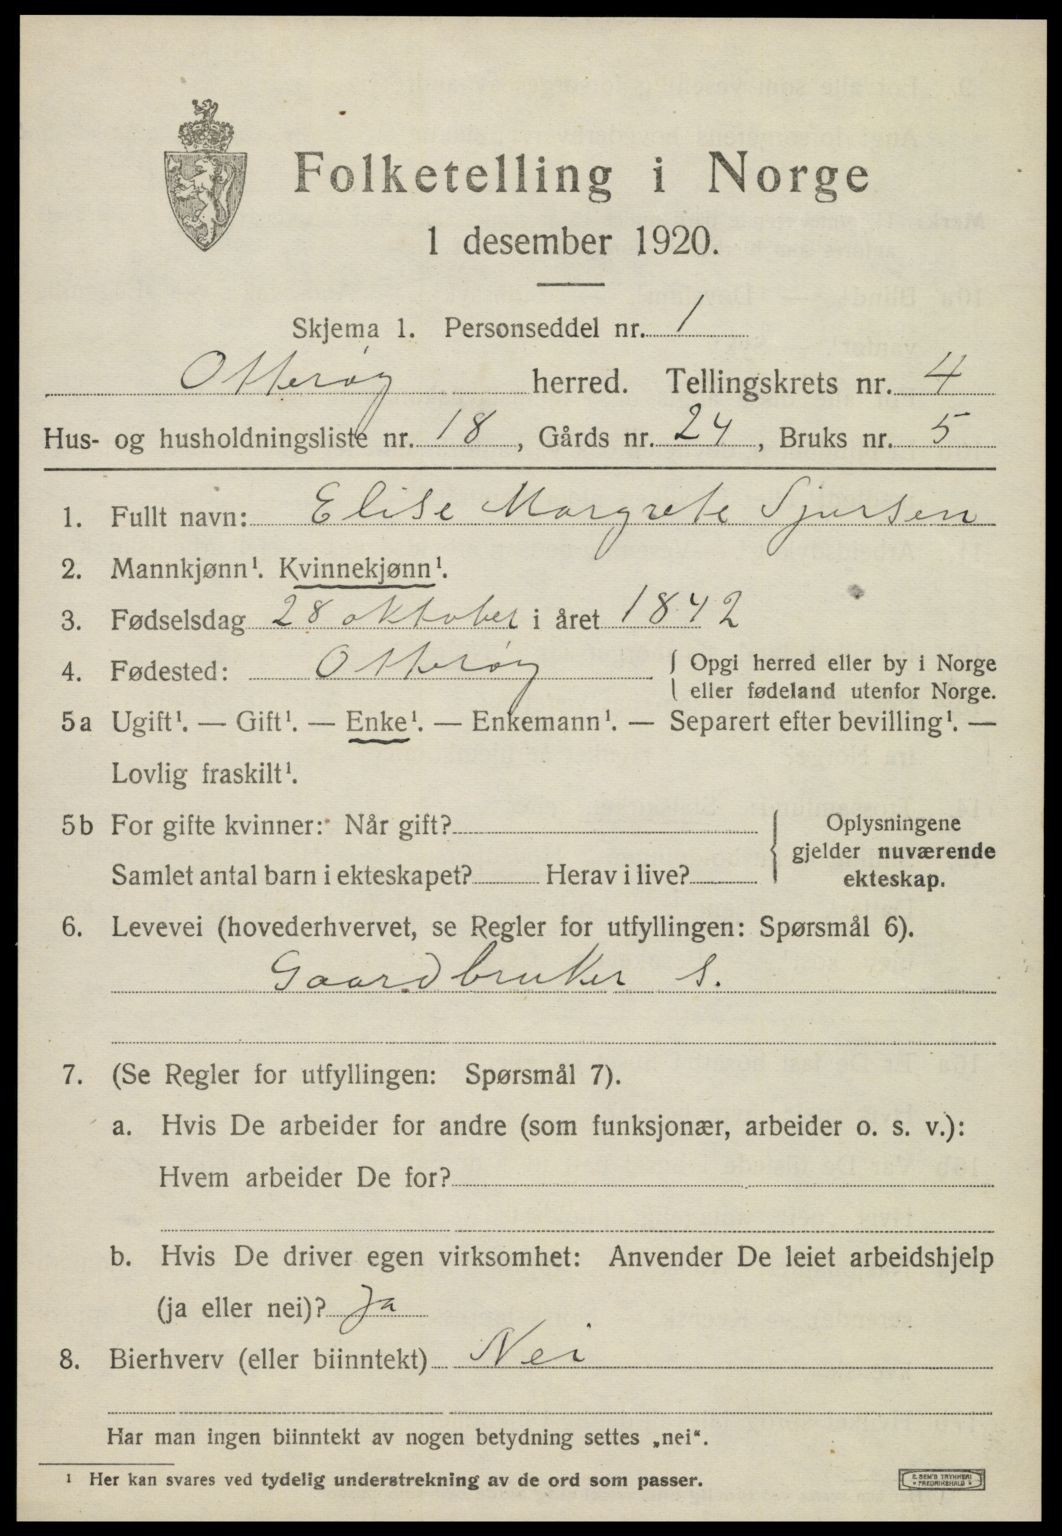 Folketelling i Norge
1 desember 1920.
Skjema 1. Personseddel nr. 1
Otterøy herred. Tellingskrets nr. 4
Hus- og husholdningsliste nr. 18, Gårds nr. 24, Bruks nr. 5
1. Fullt navn: Elise Margrete Sjursen
2. Mannkjønn¹. Kvinnekjønn¹.
3. Fødselsdag 28 oktober i året 1842
4. Fødested: Otterøy { Opgi herred eller by i Norge
eller fødeland utenfor Norge.
5a Ugift¹. — Gift¹. — Enke¹. — Enkemann¹. — Separert efter bevilling¹. —
Lovlig fraskilt¹.
5b For gifte kvinner: Når gift?
Samlet antal barn i ekteskapet? Herav i live?
Oplysningene
gjelder nuværende
ekteskap.
6. Levevei (hovederhvervet, se Regler for utfyllingen: Spørsmål 6).
Gaardbruker s.
7. (Se Regler for utfyllingen: Spørsmål 7).
a. Hvis De arbeider for andre (som funksjonær, arbeider o. s. v.):
Hvem arbeider De for?
b. Hvis De driver egen virksomhet: Anvender De leiet arbeidshjelp
(ja eller nei)? Ja
8. Bierhverv (eller biinntekt) Nei
Har man ingen biinntekt av nogen betydning settes „nei“.
¹ Her kan svares ved tydelig understrekning av de ord som passer.
E. SEM'S TRYKKERI
FREDRIKSHALD